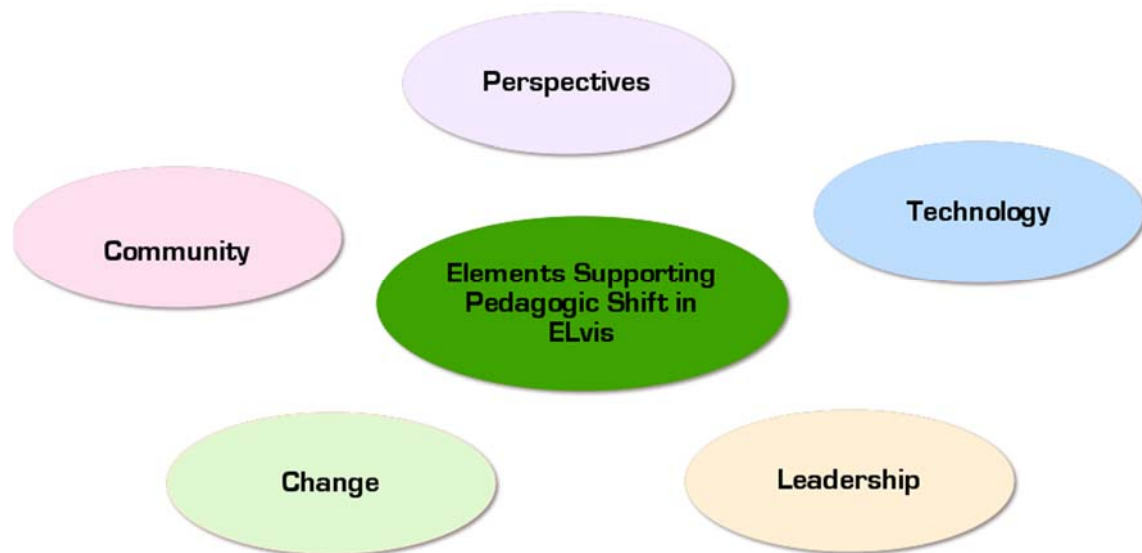 Perspectives
Technology
Community
Elements Supporting
Pedagogic Shift in
ELvis
Change
Leadership